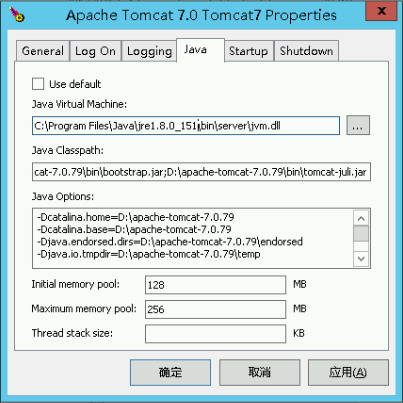 Apache Tomcat 7.0 Tomcat7 Properties
x
General Log On Logging Java Startup Shutdown
Use default
Java Virtual Machine:
C:\Program Files\Java\jre1.8.0_151\bin\server\jvm.dll
...
Java Classpath:
cat-7.0.79\bin\bootstrap.jar;D:\apache-tomcat-7.0.79\bin\tomcat-juli.jar
Java Options:
-Dcatalina.home=D:\apache-tomcat-7.0.79
-Dcatalina.base=D:\apache-tomcat-7.0.79
-Djava.endorsed.dirs=D:\apache-tomcat-7.0.79\endorsed
-Djava.io.tmpdir=D:\apache-tomcat-7.0.79\temp
Initial memory pool: 128 MB
Maximum memory pool: 256 MB
Thread stack size: KB
确定 取消 应用(A)